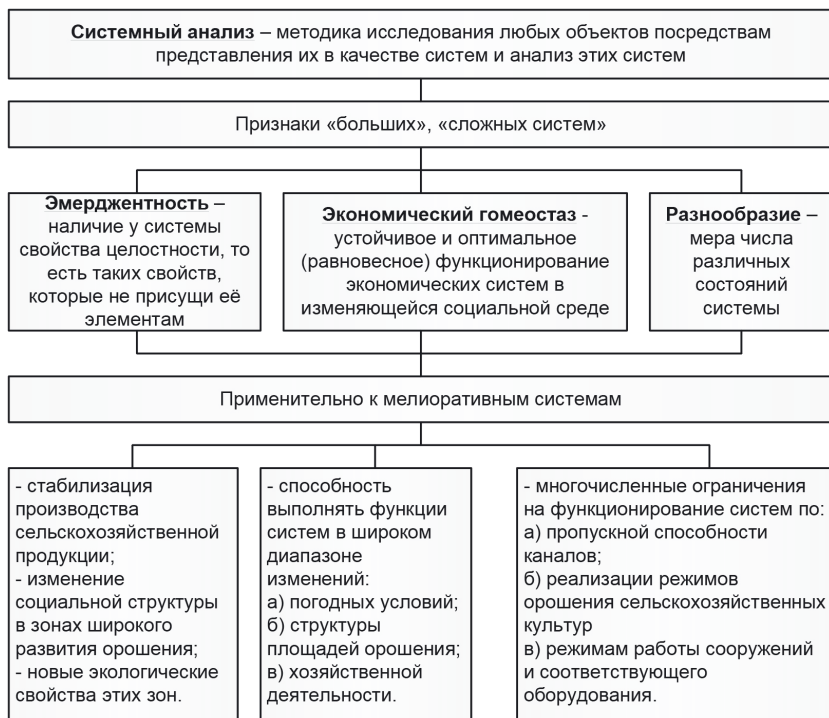 Системный анализ – методика исследования любых объектов посредствам
представления их в качестве систем и анализ этих систем
Признаки «больших», «сложных систем»
Эмерджентность –
наличие у системы
свойства целостности, то
есть таких свойств,
которые не присущи её
элементам
Экономический гомеостаз -
устойчивое и оптимальное
(равновесное) функционирование
экономических систем в
изменяющейся социальной среде
Разнообразие –
мера числа
различных
состояний
системы
Применительно к мелиоративным системам
- стабилизация
производства
сельскохозяйственной
продукции;
- изменение
социальной структуры
в зонах широкого
развития орошения;
- новые экологические
свойства этих зон.
- способность
выполнять функции
систем в широком
диапазоне
изменений:
а) погодных условий;
б) структуры
площадей орошения;
в) хозяйственной
деятельности.
- многочисленные ограничения
на функционирование систем по:
а) пропускной способности
каналов;
б) реализации режимов
орошения сельскохозяйственных
культур
в) режимам работы сооружений
и соответствующего
оборудования.